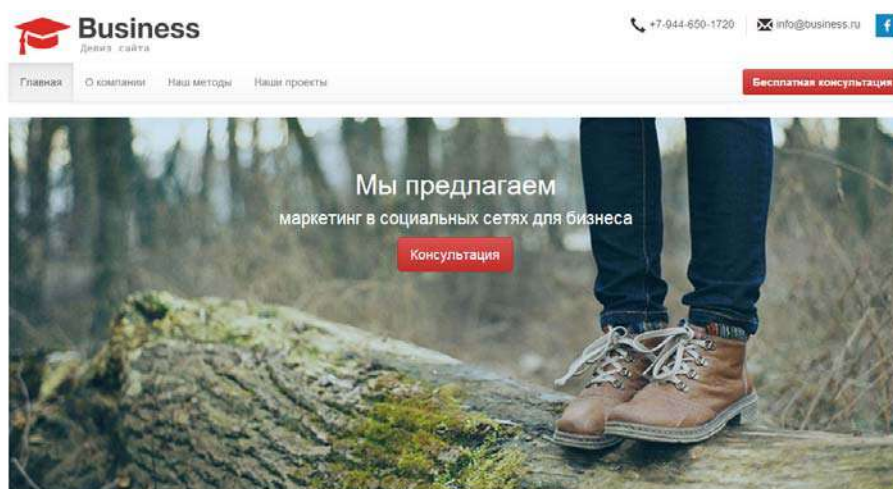 Business
Девиз сайта
+7-944-650-1720
info@business.ru
f
Главная
О компании
Наш методы
Наши проекты
Бесплатная консультация
Мы предлагаем
маркетинг в социальных сетях для бизнеса
Консультация